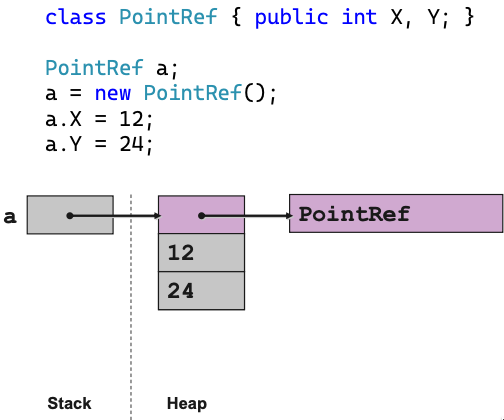 class PointRef { public int X, Y; }
PointRef a;
a = new PointRef();
a.X = 12;
a.Y = 24;
a
PointRef
12
24
Stack
Heap